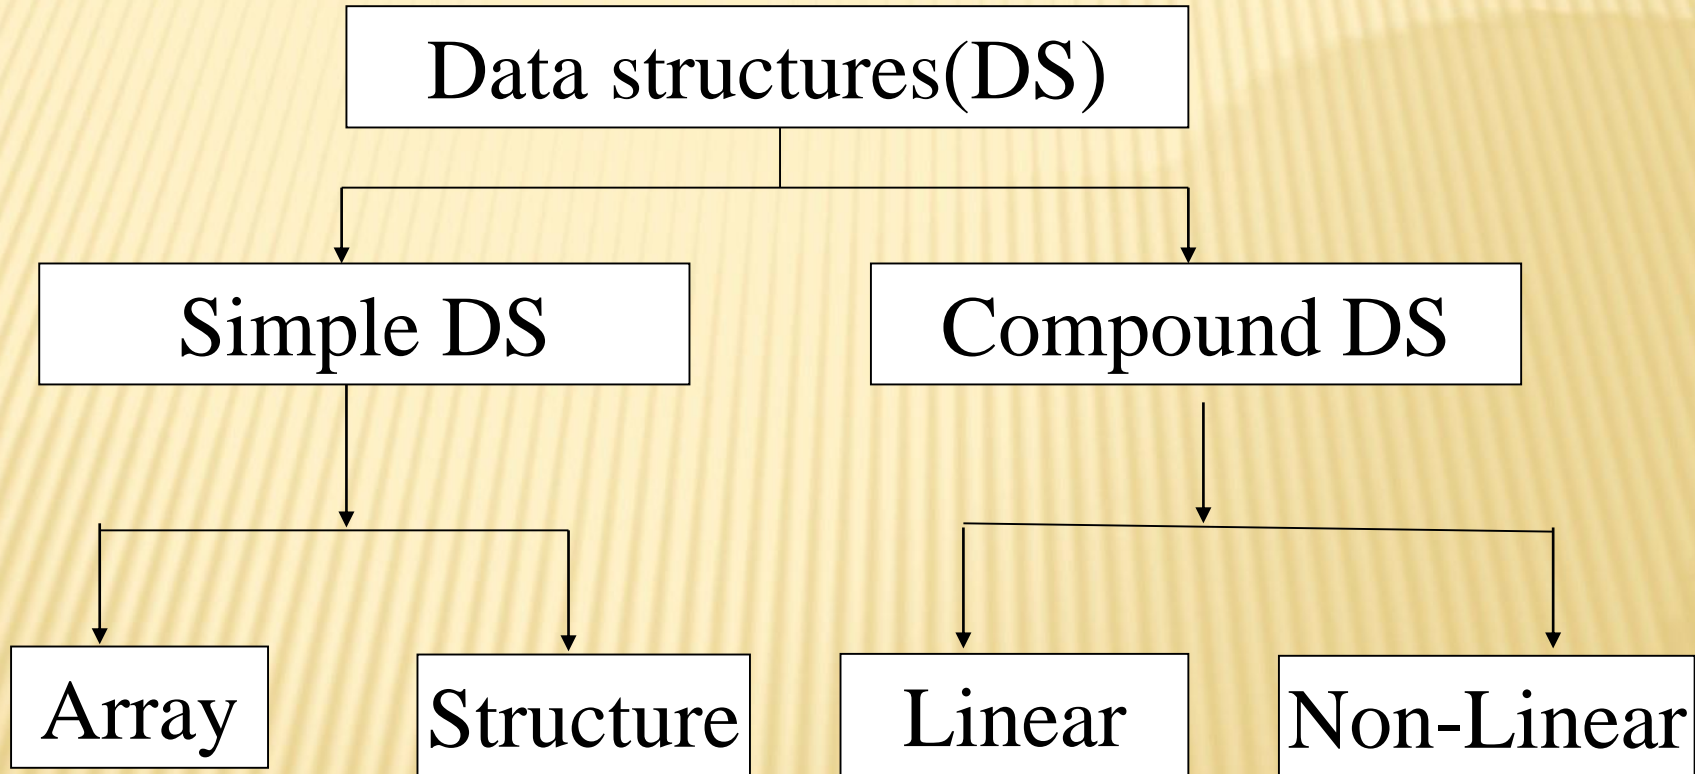 Data structures(DS)
Simple DS
Compound DS
Array
Structure
Linear
Non-Linear